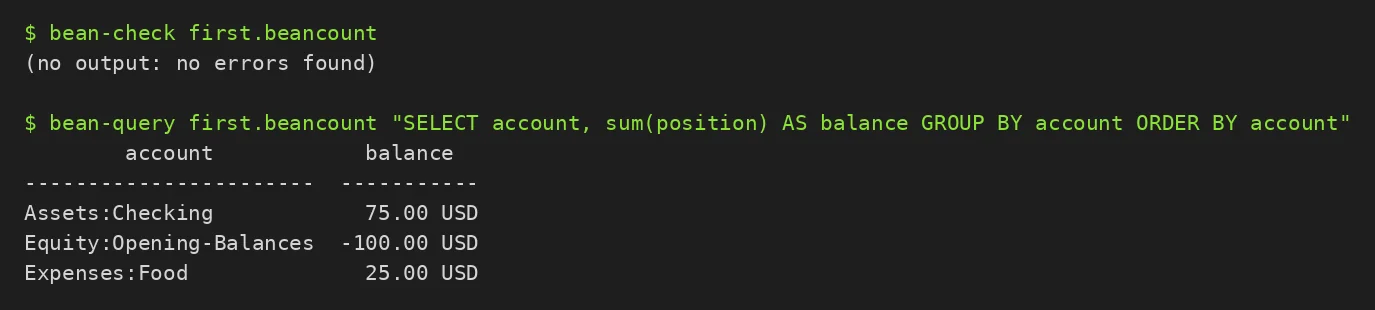 $ bean-check first.beancount
(no output: no errors found)
$ bean-query first.beancount "SELECT account, sum(position) AS balance GROUP BY account ORDER BY account"
account balance
----------------------- -----------
Assets:Checking 75.00 USD
Equity:Opening-Balances -100.00 USD
Expenses:Food 25.00 USD